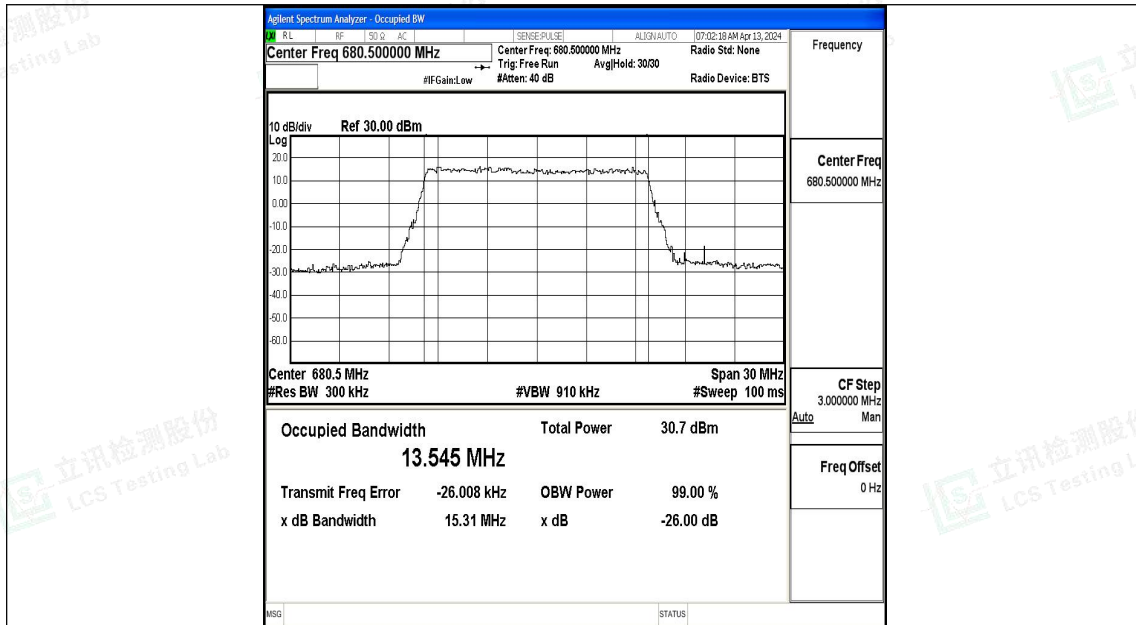 Agilent Spectrum Analyzer - Occupied BW
RL RF 50 Ω AC SENSE:PULSE ALIGNAUTO 07:02:18 AM Apr 13, 2024
Center Freq 680.500000 MHz
Center Freq: 680.500000 MHz
Radio Std: None
Trig: Free Run Avg|Hold: 30/30
#IFGain:Low #Atten: 40 dB
Radio Device: BTS
Frequency
10 dB/div Ref 30.00 dBm
Log
20.0
10.0
0.00
-10.0
-20.0
-30.0
-40.0
-50.0
-60.0
Center 680.5 MHz Span 30 MHz
#Res BW 300 kHz #VBW 910 kHz #Sweep 100 ms
Center Freq
680.500000 MHz
CF Step
3.000000 MHz
Auto Man
Freq Offset
0 Hz
Occupied Bandwidth Total Power 30.7 dBm
13.545 MHz
Transmit Freq Error -26.008 kHz OBW Power 99.00 %
x dB Bandwidth 15.31 MHz x dB -26.00 dB
MSG STATUS
立讯检测股份
LCS Testing Lab
立讯检测股份
LCS Testing L